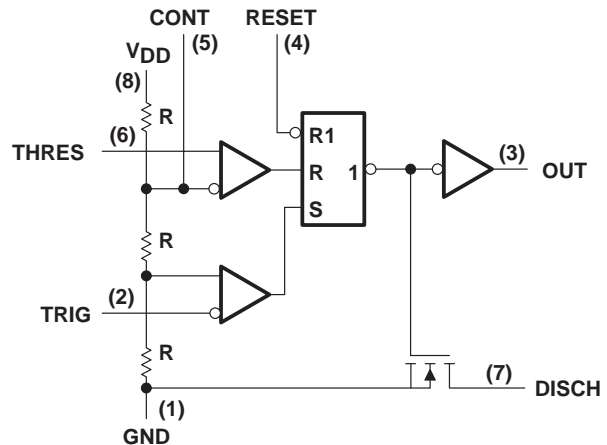 CONT
RESET
(5)
(4)
VDD
(8)
R
THRES
(6)
R1
R
1
S
(3)
OUT
R
(2)
TRIG
R
(7)
DISCH
(1)
GND